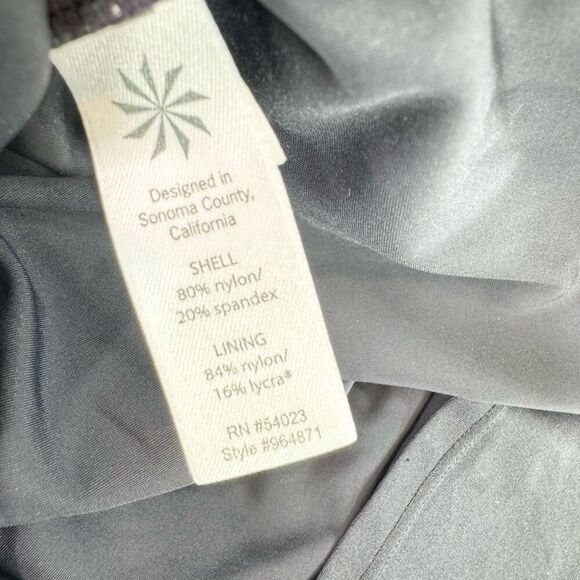 Designed in
Sonoma County,
California
SHELL
80% nylon/
20% spandex
LINING
84% nylon/
16% lycra*
RN #54023
Style #964871